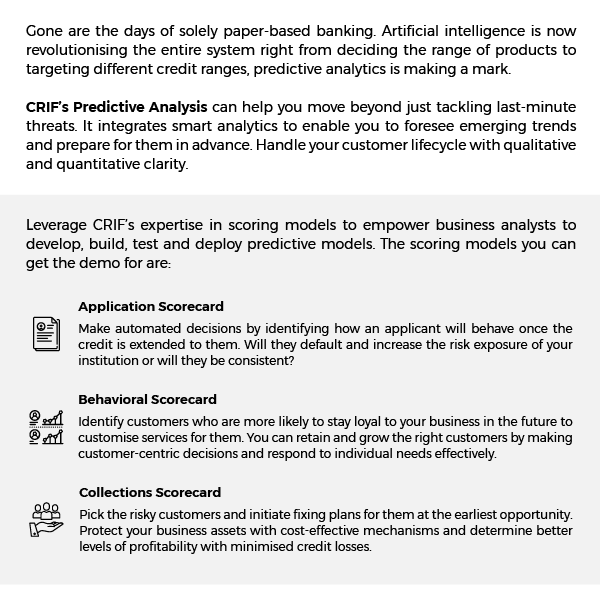 Gone are the days of solely paper-based banking. Artificial intelligence is now
revolutionising the entire system right from deciding the range of products to
targeting different credit ranges, predictive analytics is making a mark.
CRIF's Predictive Analysis can help you move beyond just tackling last-minute
threats. It integrates smart analytics to enable you to foresee emerging trends
and prepare for them in advance. Handle your customer lifecycle with qualitative
and quantitative clarity.
Leverage CRIF's expertise in scoring models to empower business analysts to
develop, build, test and deploy predictive models. The scoring models you can
get the demo for are:
Application Scorecard
Make automated decisions by identifying how an applicant will behave once the
credit is extended to them. Will they default and increase the risk exposure of your
institution or will they be consistent?
Behavioral Scorecard
Identify customers who are more likely to stay loyal to your business in the future to
customise services for them. You can retain and grow the right customers by making
customer-centric decisions and respond to individual needs effectively.
Collections Scorecard
Pick the risky customers and initiate fixing plans for them at the earliest opportunity.
Protect your business assets with cost-effective mechanisms and determine better
levels of profitability with minimised credit losses.